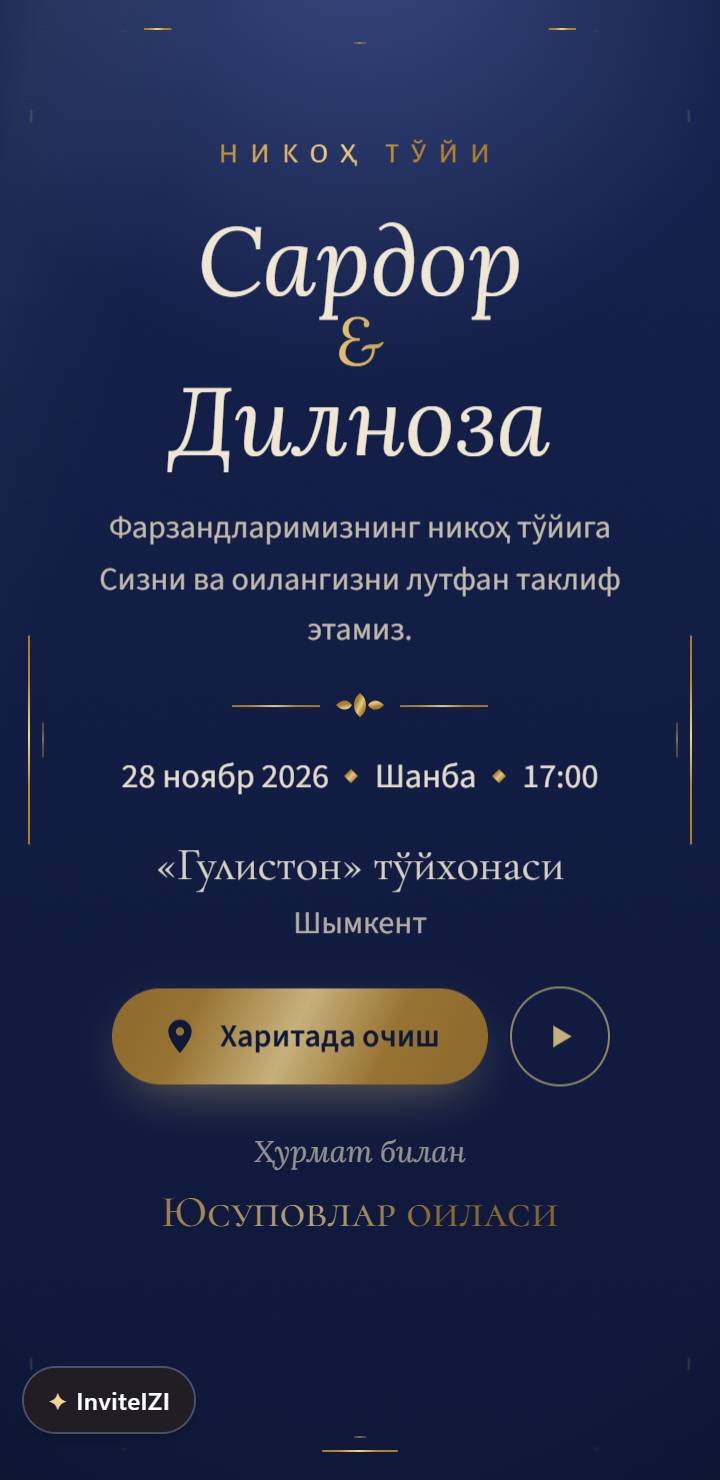 НИКОҲ ТЎЙИ
Сардор
&
Дилноза
Фарзандларимизнинг никоҳ тўйига
Сизни ва оилангизни лутфан таклиф
этамиз.
28 ноябр 2026 ◆ Шанба ◆ 17:00
«Гулистон» тўйхонаси
Шымкент
Харитада очиш
Ҳурмат билан
Юсуповлар оиласи
InviteIZI